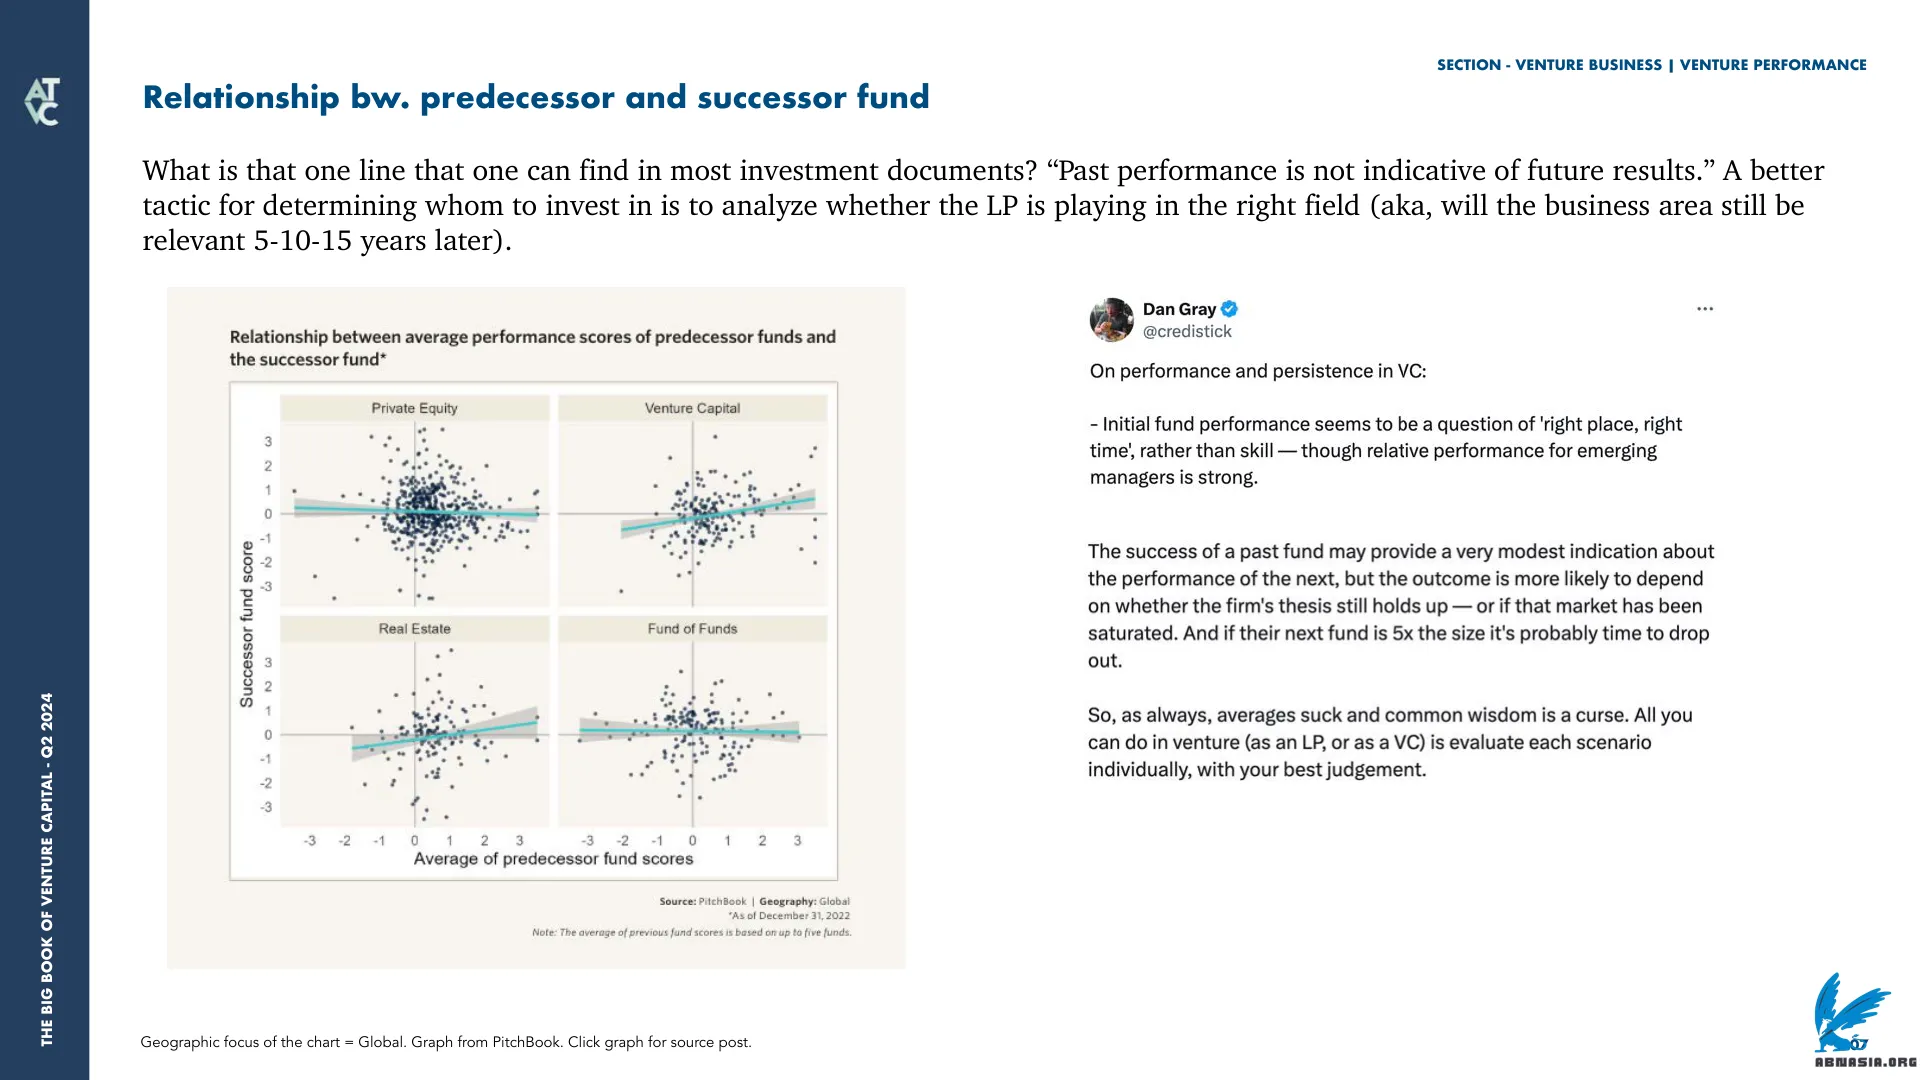 AT
VC
THE BIG BOOK OF VENTURE CAPITAL - Q2 2024
SECTION - VENTURE BUSINESS | VENTURE PERFORMANCE
Relationship bw. predecessor and successor fund
What is that one line that one can find in most investment documents? “Past performance is not indicative of future results.” A better
tactic for determining whom to invest in is to analyze whether the LP is playing in the right field (aka, will the business area still be
relevant 5-10-15 years later).
Relationship between average performance scores of predecessor funds and
the successor fund*
Private Equity
Venture Capital
3
2
1
0
-1
-2
-3
Real Estate
Fund of Funds
3
2
1
0
-1
-2
-3
Successor fund score
-3 -2 -1 0 1 2 3
-3 -2 -1 0 1 2 3
Average of predecessor fund scores
Source: PitchBook | Geography: Global
*As of December 31, 2022
Note: The average of previous fund scores is based on up to five funds.
Dan Gray
@credistick
On performance and persistence in VC:
- Initial fund performance seems to be a question of 'right place, right
time', rather than skill — though relative performance for emerging
managers is strong.
The success of a past fund may provide a very modest indication about
the performance of the next, but the outcome is more likely to depend
on whether the firm's thesis still holds up — or if that market has been
saturated. And if their next fund is 5x the size it's probably time to drop
out.
So, as always, averages suck and common wisdom is a curse. All you
can do in venture (as an LP, or as a VC) is evaluate each scenario
individually, with your best judgement.
Geographic focus of the chart = Global. Graph from PitchBook. Click graph for source post.
ABNASIA.ORG